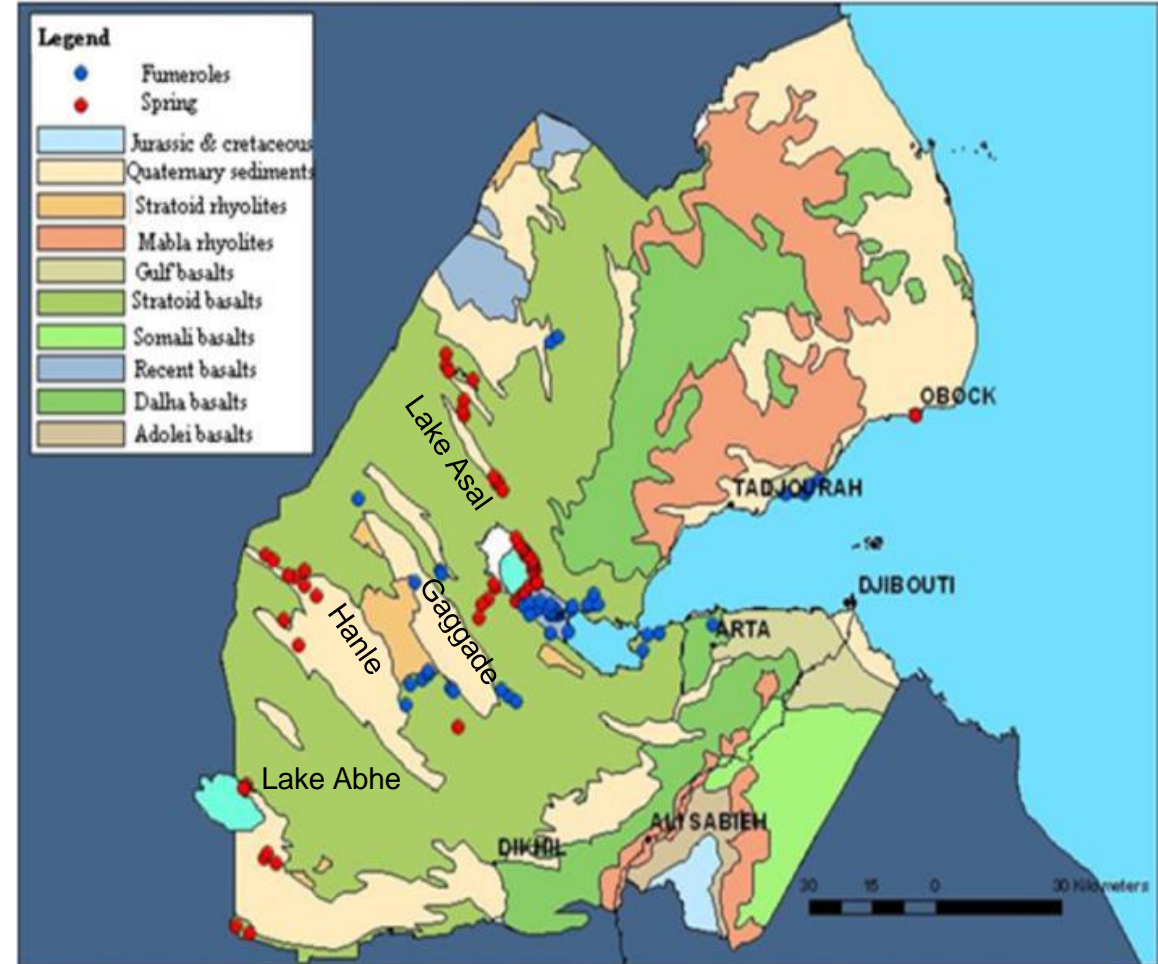 Legend
Fumeroles
Spring
Jurassic & cretaceous
Quaternary sediments
Stratoid rhyolites
Mabla rhyolites
Gulf basalts
Stratoid basalts
Somali basalts
Recent basalts
Dalha basalts
Adolei basalts
OBOCK
Lake Asal
TADJOURAH
DJIBOUTI
Gaggade
Hanle
ARTA
Lake Abhe
ALI SABIEH
DIKHIL
30 15 0 30 Kilometers